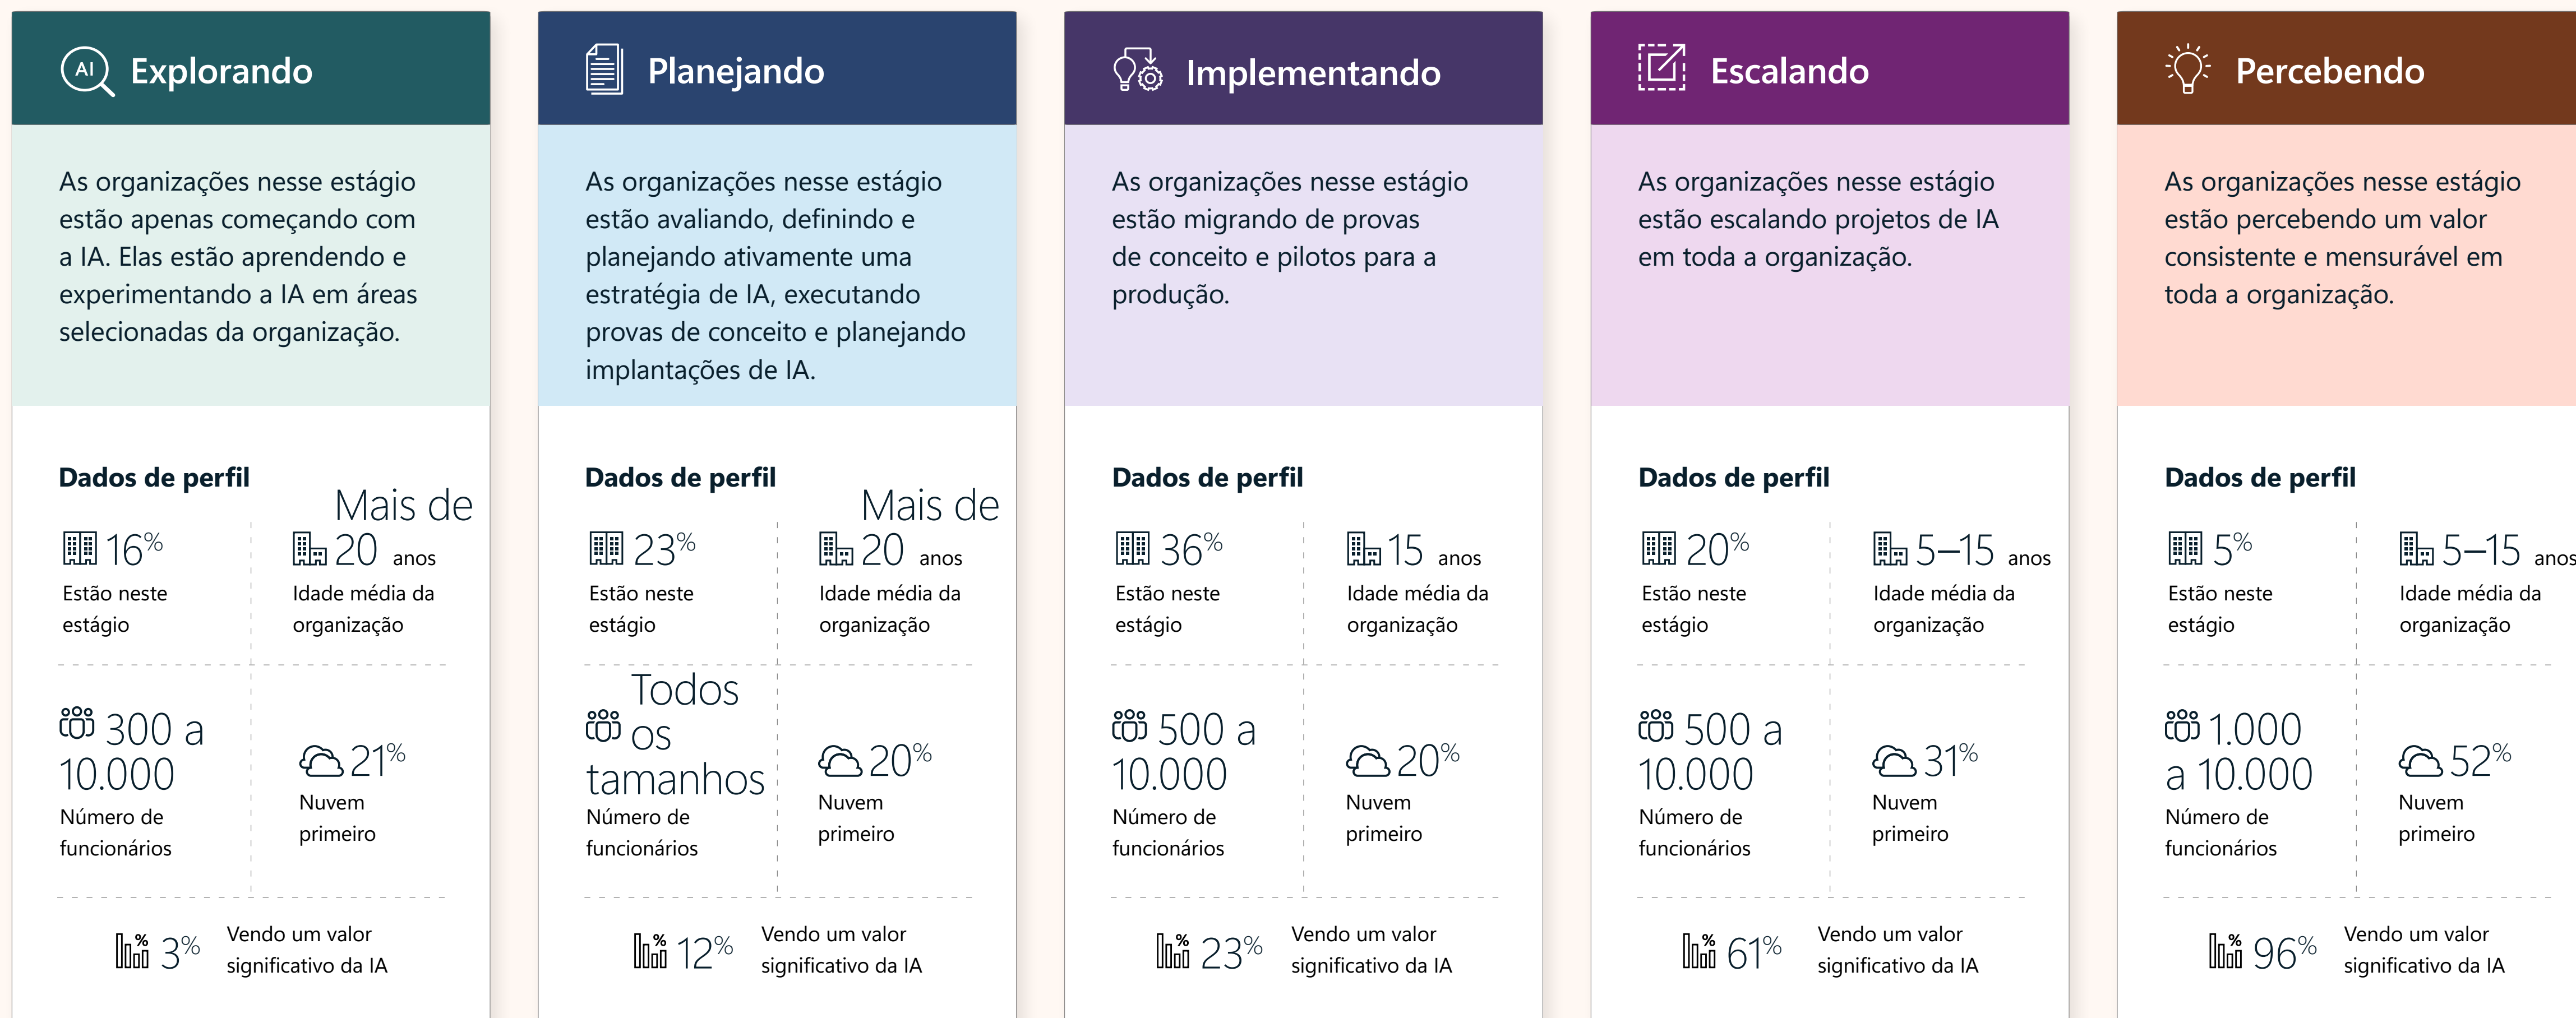 AI Explorando
As organizações nesse estágio
estão apenas começando com
a IA. Elas estão aprendendo e
experimentando a IA em áreas
selecionadas da organização.
Dados de perfil
16%
Estão neste
estágio
Mais de
20 anos
Idade média da
organização
300 a
10.000
Número de
funcionários
21%
Nuvem
primeiro
3%
Vendo um valor
significativo da IA
Planejando
As organizações nesse estágio
estão avaliando, definindo e
planejando ativamente uma
estratégia de IA, executando
provas de conceito e planejando
implantações de IA.
Dados de perfil
23%
Estão neste
estágio
Mais de
20 anos
Idade média da
organização
Todos
os
tamanhos
Número de
funcionários
20%
Nuvem
primeiro
12%
Vendo um valor
significativo da IA
Implementando
As organizações nesse estágio
estão migrando de provas
de conceito e pilotos para a
produção.
Dados de perfil
36%
Estão neste
estágio
15 anos
Idade média da
organização
500 a
10.000
Número de
funcionários
20%
Nuvem
primeiro
% 23%
Vendo um valor
significativo da IA
Escalando
As organizações nesse estágio
estão escalando projetos de IA
em toda a organização.
Dados de perfil
20%
Estão neste
estágio
5–15 anos
Idade média da
organização
500 a
10.000
Número de
funcionários
31%
Nuvem
primeiro
61%
Vendo um valor
significativo da IA
Percebendo
As organizações nesse estágio
estão percebendo um valor
consistente e mensurável em
toda a organização.
Dados de perfil
5%
Estão neste
estágio
5–15 anos
Idade média da
organização
1.000
a 10.000
Número de
funcionários
52%
Nuvem
primeiro
96%
Vendo um valor
significativo da IA